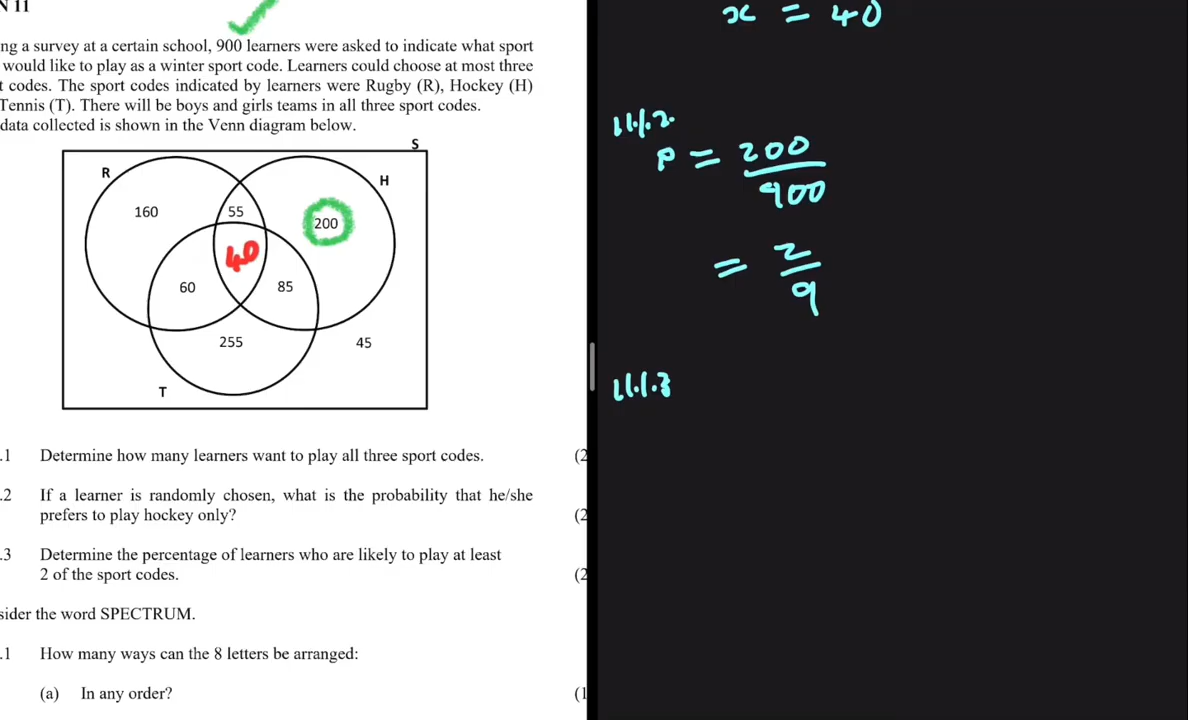 N 11
ng a survey at a certain school, 900 learners were asked to indicate what sport
would like to play as a winter sport code. Learners could choose at most three
t codes. The sport codes indicated by learners were Rugby (R), Hockey (H)
Tennis (T). There will be boys and girls teams in all three sport codes.
data collected is shown in the Venn diagram below.
S
R
H
160
55
200
40
60
85
255
45
T
.1 Determine how many learners want to play all three sport codes. (2
.2 If a learner is randomly chosen, what is the probability that he/she
prefers to play hockey only? (2
.3 Determine the percentage of learners who are likely to play at least
2 of the sport codes. (2
sider the word SPECTRUM.
.1 How many ways can the 8 letters be arranged:
(a) In any order? (1
x = 40
11.1.2
P = 200
900
= 2
9
11.1.3